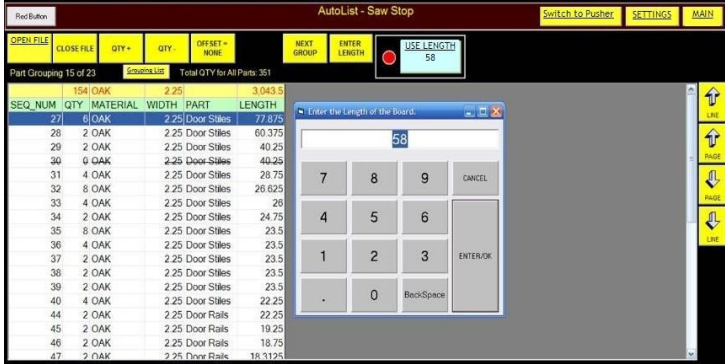 Red Button
AutoList - Saw Stop
Switch to Pusher
SETTINGS
MAIN
OPEN FILE
CLOSE FILE
QTY +
QTY -
OFFSET =
NONE
NEXT
GROUP
ENTER
LENGTH
USE LENGTH
58
Part Grouping 15 of 23
Grouping List
Total QTY for All Parts: 351
154 OAK 2.25 3,043.5
SEQ_NUM QTY MATERIAL WIDTH PART LENGTH
27 6 OAK 2.25 Door Stiles 77.875
28 2 OAK 2.25 Door Stiles 60.375
29 2 OAK 2.25 Door Stiles 40.25
30 0 OAK 2.25 Door Stiles 40.25
31 4 OAK 2.25 Door Stiles 28.75
32 8 OAK 2.25 Door Stiles 26.625
33 4 OAK 2.25 Door Stiles 26
34 2 OAK 2.25 Door Stiles 24.75
35 8 OAK 2.25 Door Stiles 23.5
36 4 OAK 2.25 Door Stiles 23.5
37 2 OAK 2.25 Door Stiles 23.5
38 2 OAK 2.25 Door Stiles 23.5
39 2 OAK 2.25 Door Stiles 23.5
40 4 OAK 2.25 Door Stiles 22.25
44 2 OAK 2.25 Door Rails 22.25
45 2 OAK 2.25 Door Rails 19.25
46 2 OAK 2.25 Door Rails 18.75
47 2 OAK 2.25 Door Rails 18.3125
Enter the Length of the Board.
58
7 8 9 CANCEL
4 5 6
1 2 3 ENTER/OK
. 0 BackSpace
LINE
PAGE
PAGE
LINE